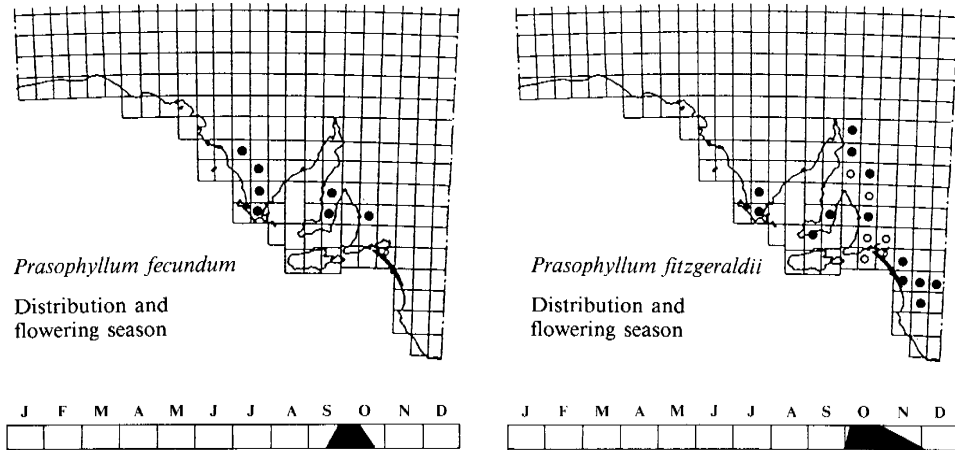 Prasophyllum fecundum
Distribution and
flowering season
J F M A M J J A S O N D
Prasophyllum fitzgeraldii
Distribution and
flowering season
J F M A M J J A S O N D